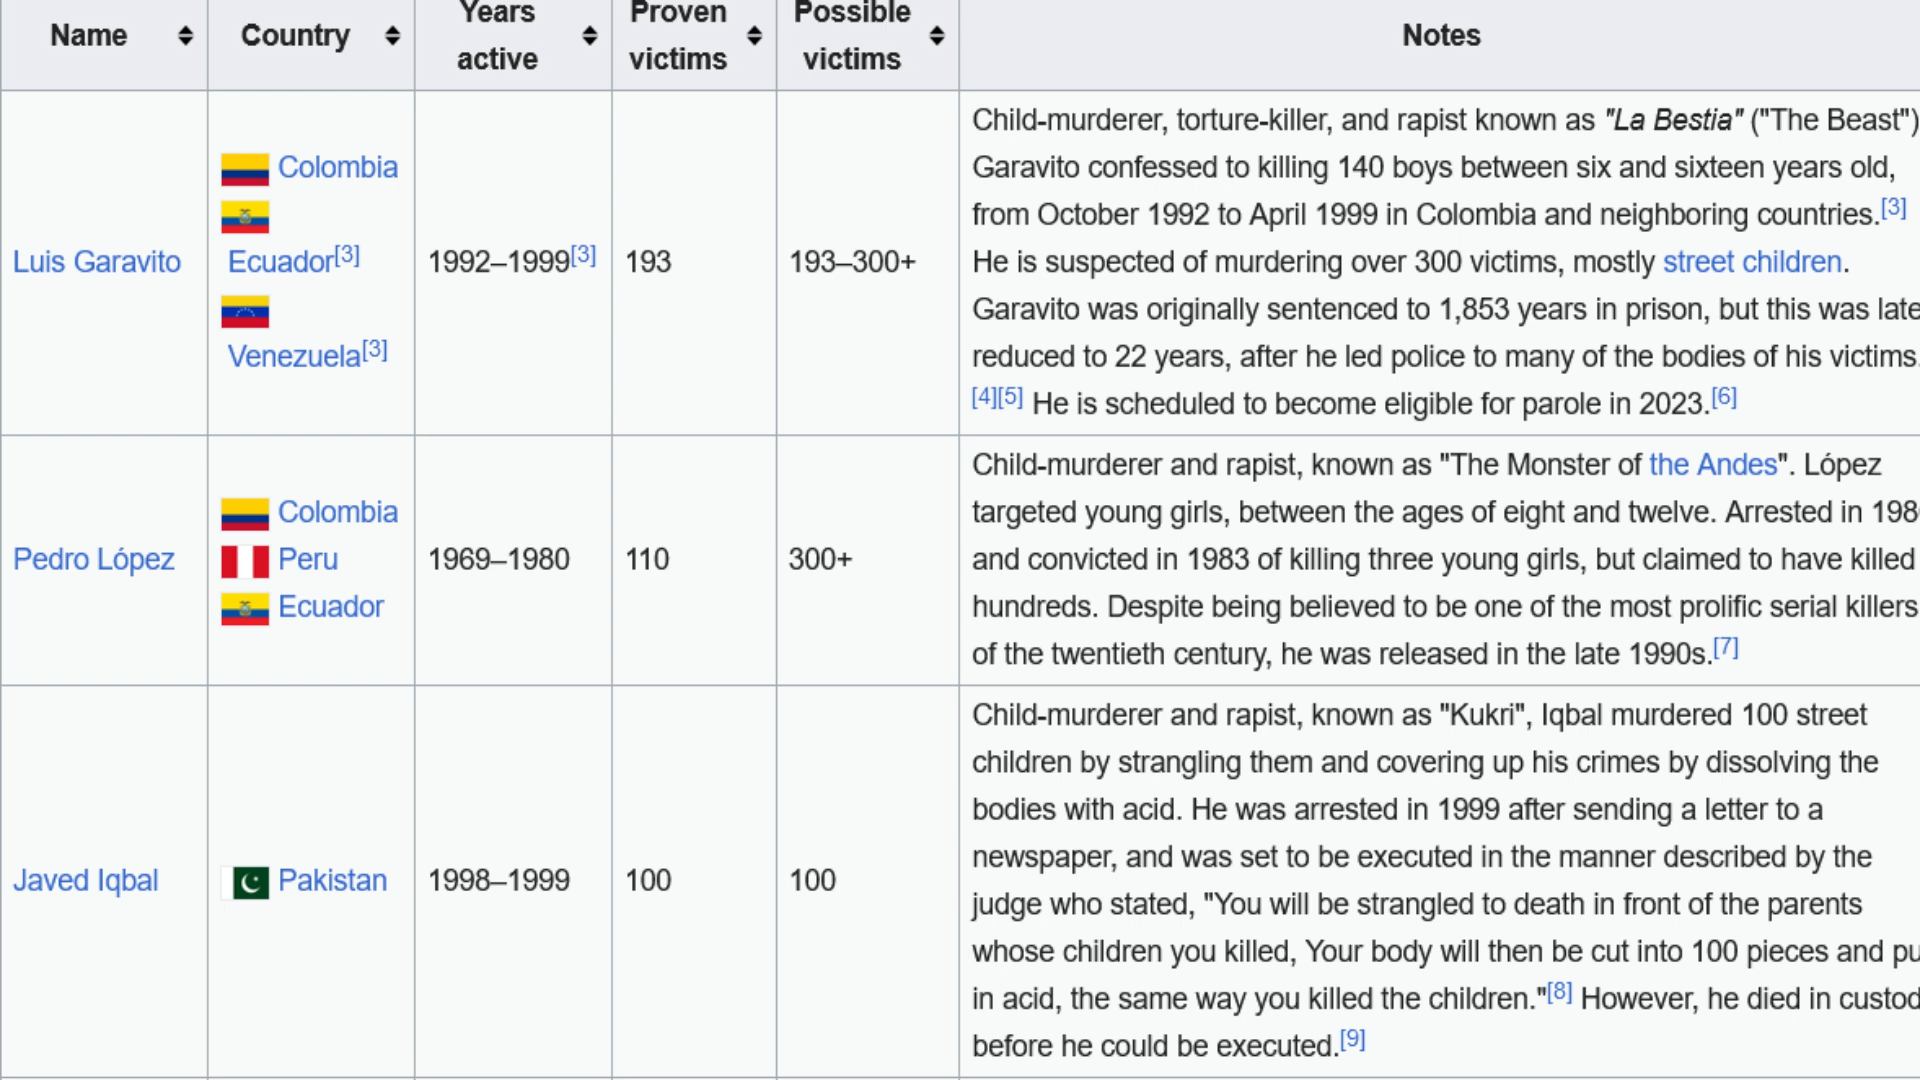 Name Country Years active Proven victims Possible victims Notes
Luis Garavito
Colombia
Ecuador[3]
Venezuela[3]
1992–1999[3]
193
193–300+
Child-murderer, torture-killer, and rapist known as "La Bestia" ("The Beast")
Garavito confessed to killing 140 boys between six and sixteen years old,
from October 1992 to April 1999 in Colombia and neighboring countries.[3]
He is suspected of murdering over 300 victims, mostly street children.
Garavito was originally sentenced to 1,853 years in prison, but this was late
reduced to 22 years, after he led police to many of the bodies of his victims.
[4][5] He is scheduled to become eligible for parole in 2023.[6]
Pedro López
Colombia
Peru
Ecuador
1969–1980
110
300+
Child-murderer and rapist, known as "The Monster of the Andes". López
targeted young girls, between the ages of eight and twelve. Arrested in 198
and convicted in 1983 of killing three young girls, but claimed to have killed
hundreds. Despite being believed to be one of the most prolific serial killers
of the twentieth century, he was released in the late 1990s.[7]
Javed Iqbal
Pakistan
1998–1999
100
100
Child-murderer and rapist, known as "Kukri", Iqbal murdered 100 street
children by strangling them and covering up his crimes by dissolving the
bodies with acid. He was arrested in 1999 after sending a letter to a
newspaper, and was set to be executed in the manner described by the
judge who stated, "You will be strangled to death in front of the parents
whose children you killed, Your body will then be cut into 100 pieces and pu
in acid, the same way you killed the children."[8] However, he died in custod
before he could be executed.[9]